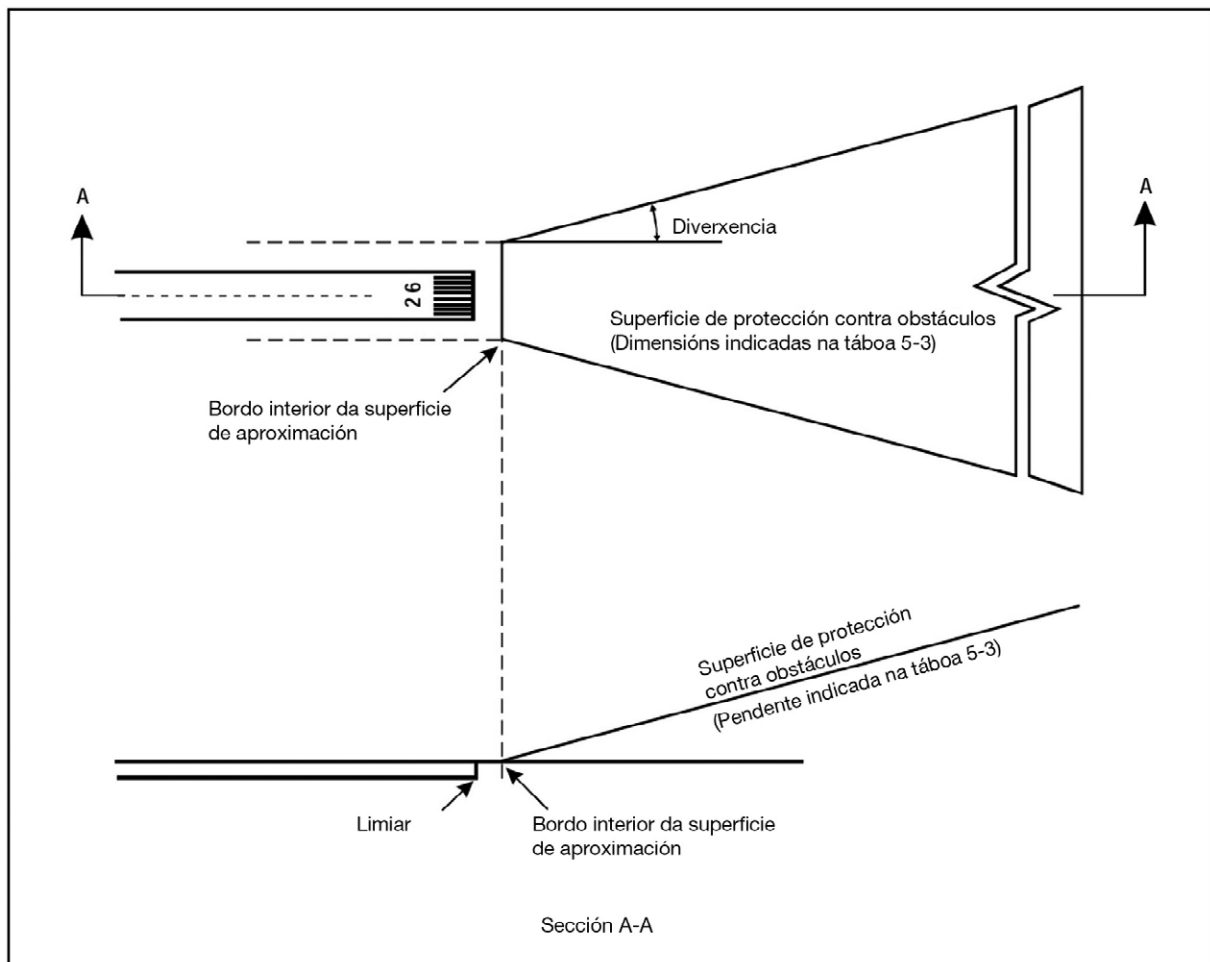 A
A
Diverxencia
26
Superficie de protección contra obstáculos
(Dimensións indicadas na táboa 5-3)
Bordo interior da superficie
de aproximación
Superficie de protección
contra obstáculos
(Pendente indicada na táboa 5-3)
Limiar
Bordo interior da superficie
de aproximación
Sección A-A